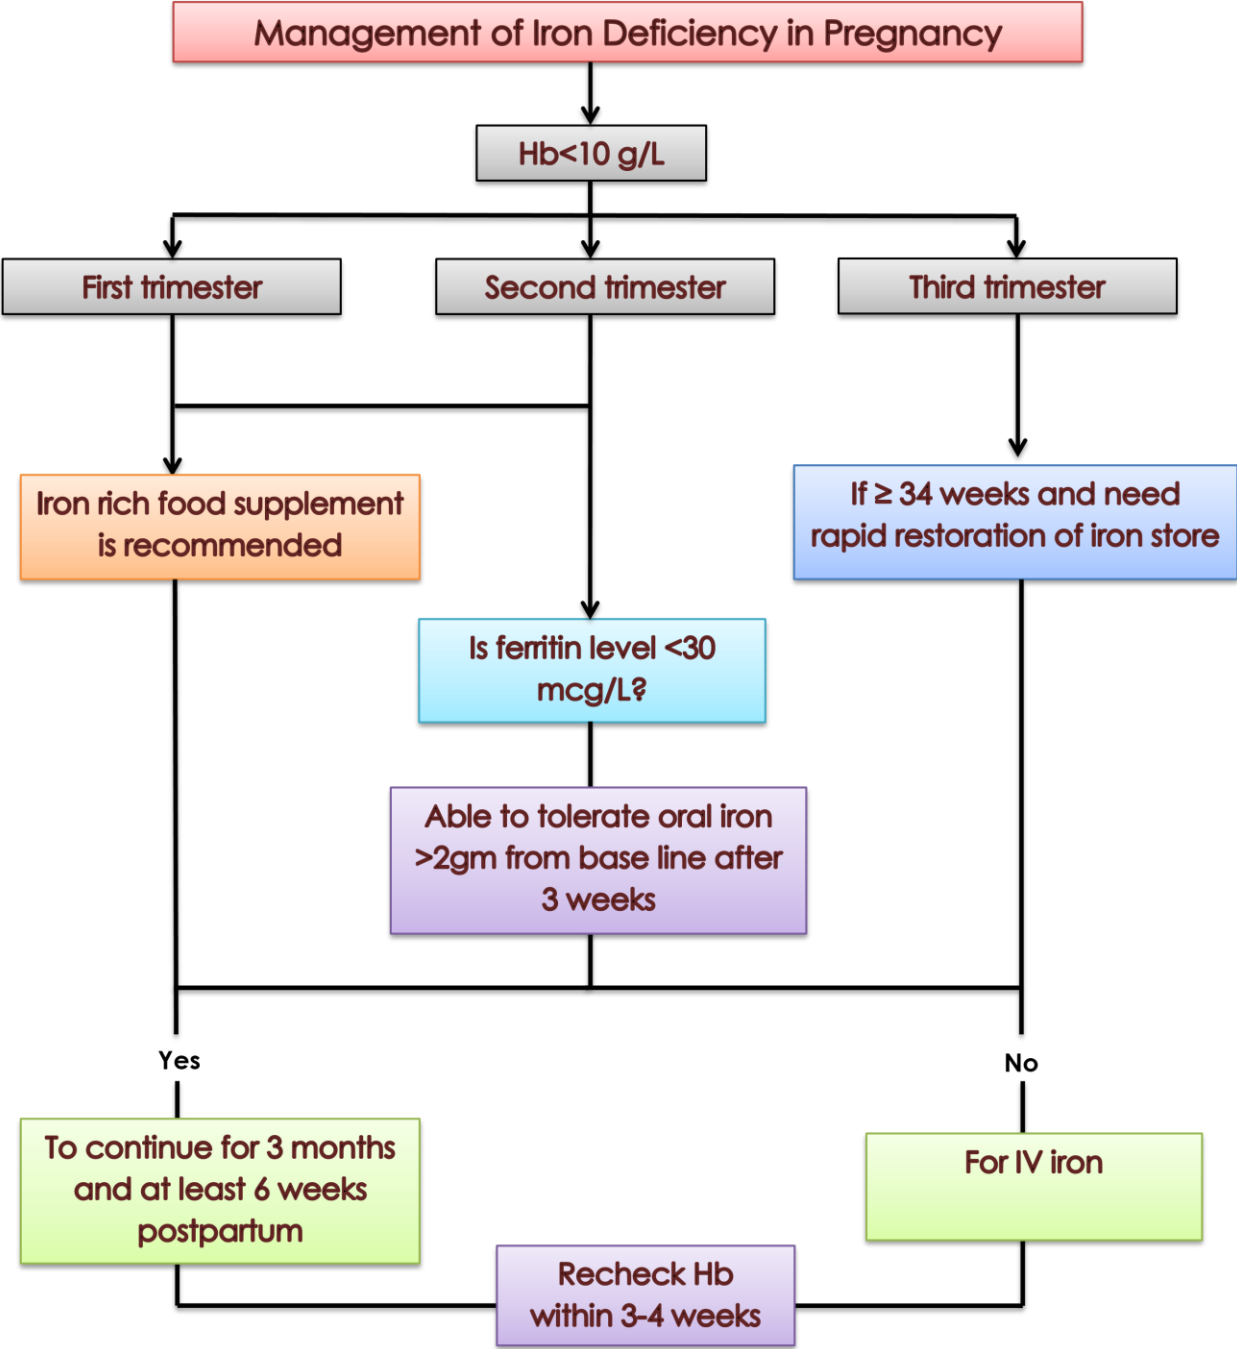 Management of Iron Deficiency in Pregnancy
Hb<10 g/L
First trimester
Second trimester
Third trimester
Iron rich food supplement
is recommended
If ≥ 34 weeks and need
rapid restoration of iron store
Is ferritin level <30
mcg/L?
Able to tolerate oral iron
>2gm from base line after
3 weeks
Yes
No
To continue for 3 months
and at least 6 weeks
postpartum
For IV iron
Recheck Hb
within 3-4 weeks